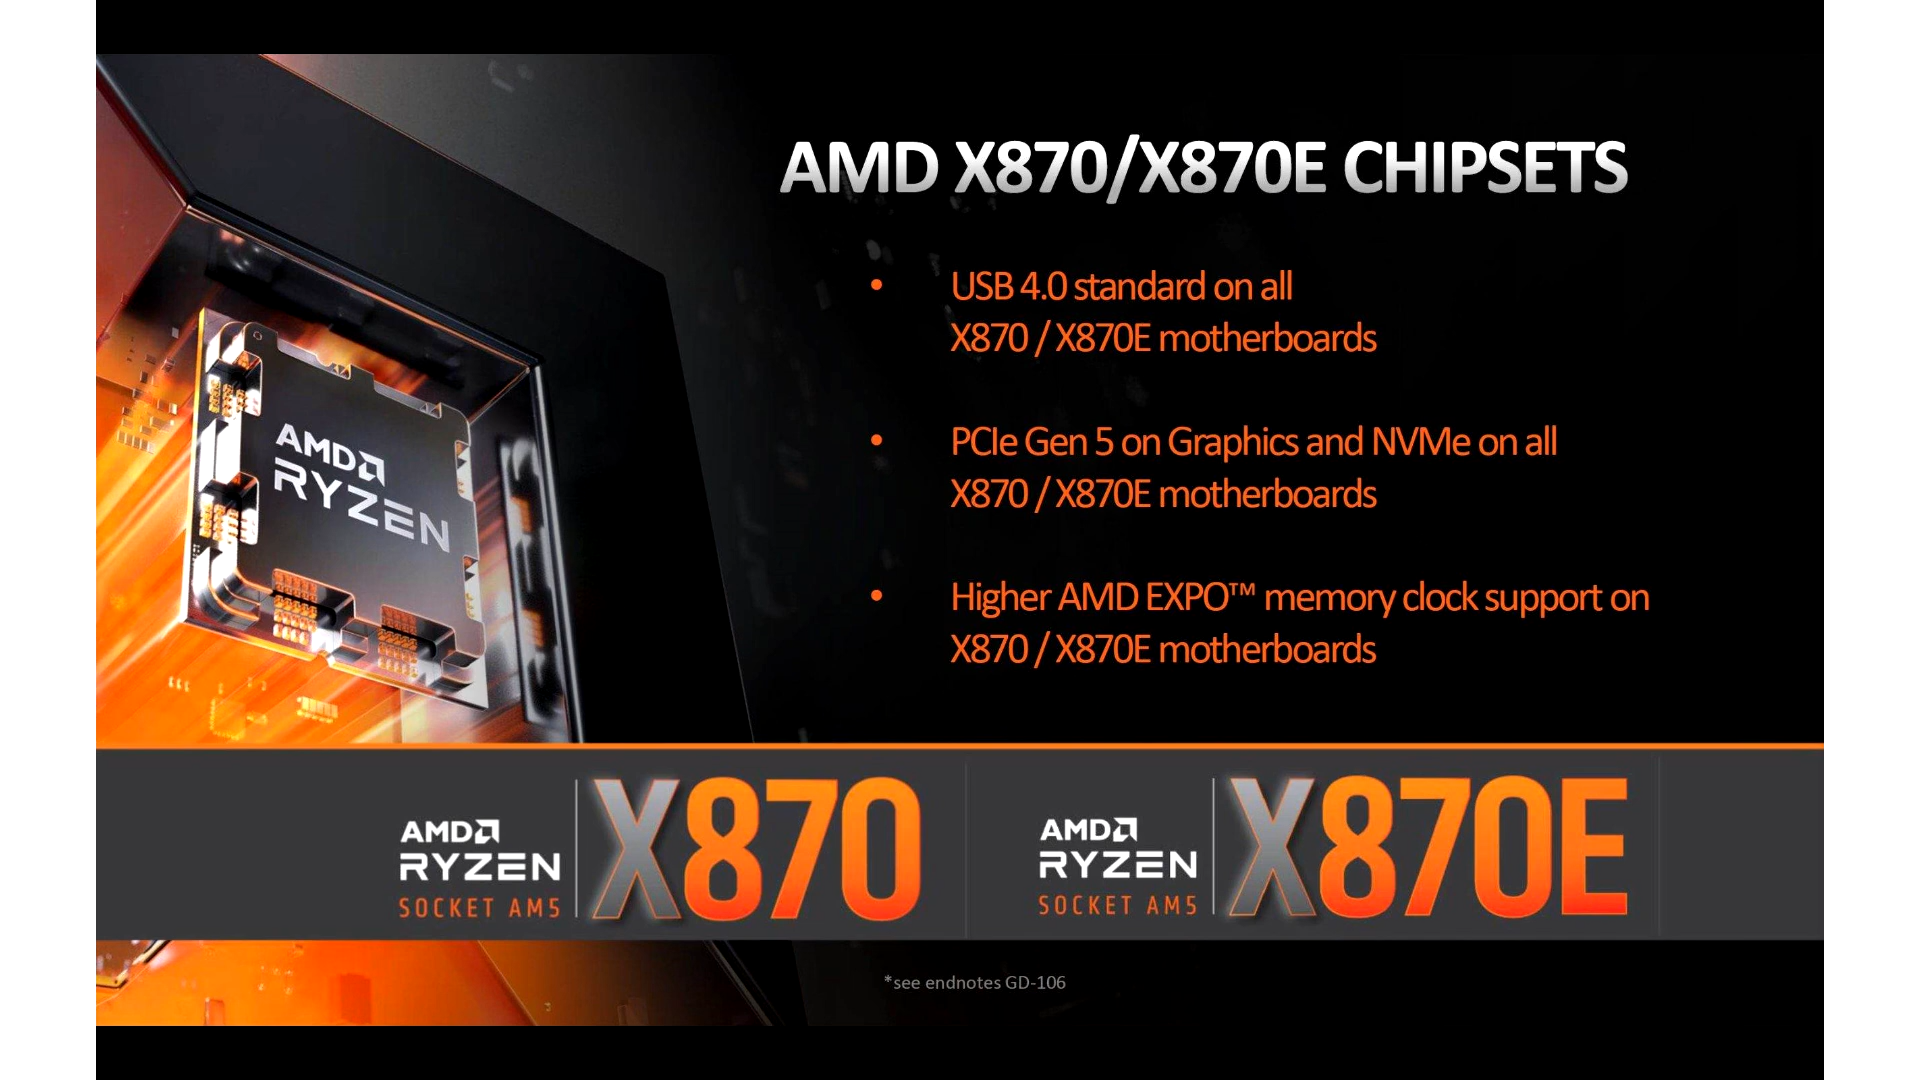 AMD X870/X870E CHIPSETS
• USB 4.0 standard on all
X870 / X870E motherboards
• PCIe Gen 5 on Graphics and NVMe on all
X870 / X870E motherboards
• Higher AMD EXPO™ memory clock support on
X870 / X870E motherboards
AMD
RYZEN
AMD
RYZEN
SOCKET AM5
X870
AMD
RYZEN
SOCKET AM5
X870E
*see endnotes GD-106